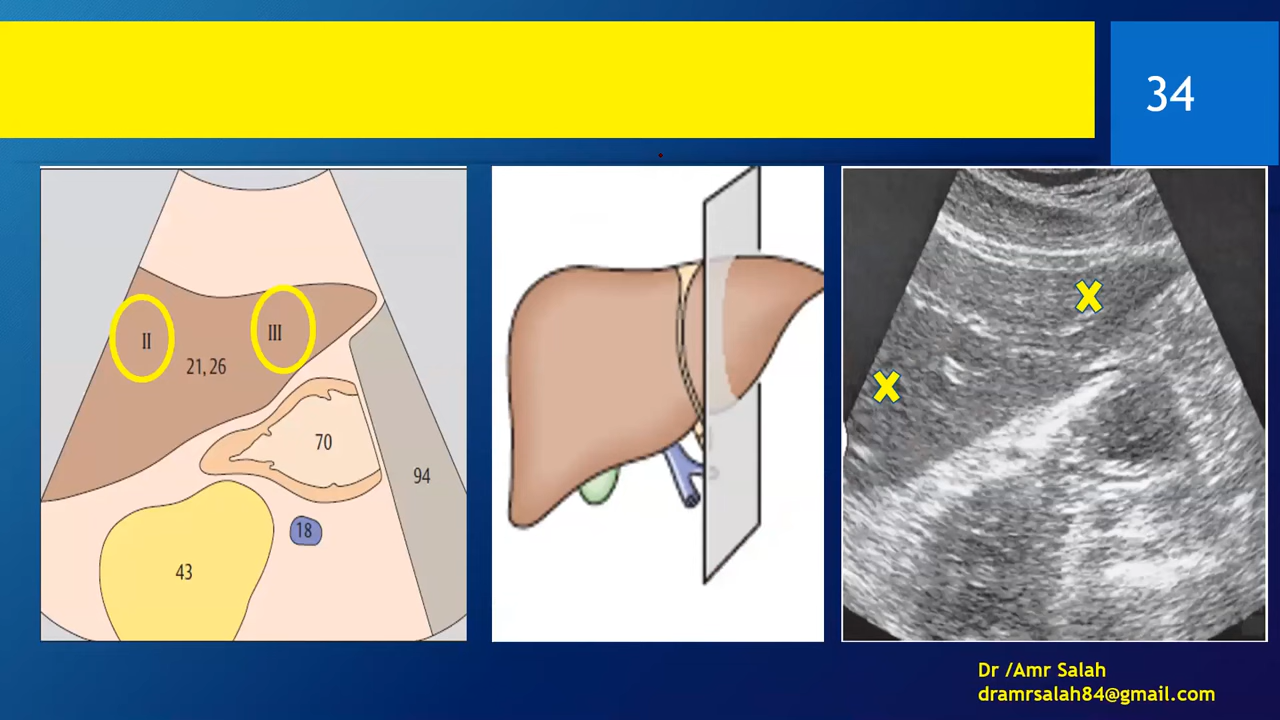 34
II
III
21, 26
70
94
18
43
X
X
Dr /Amr Salah
dramrsalah84@gmail.com